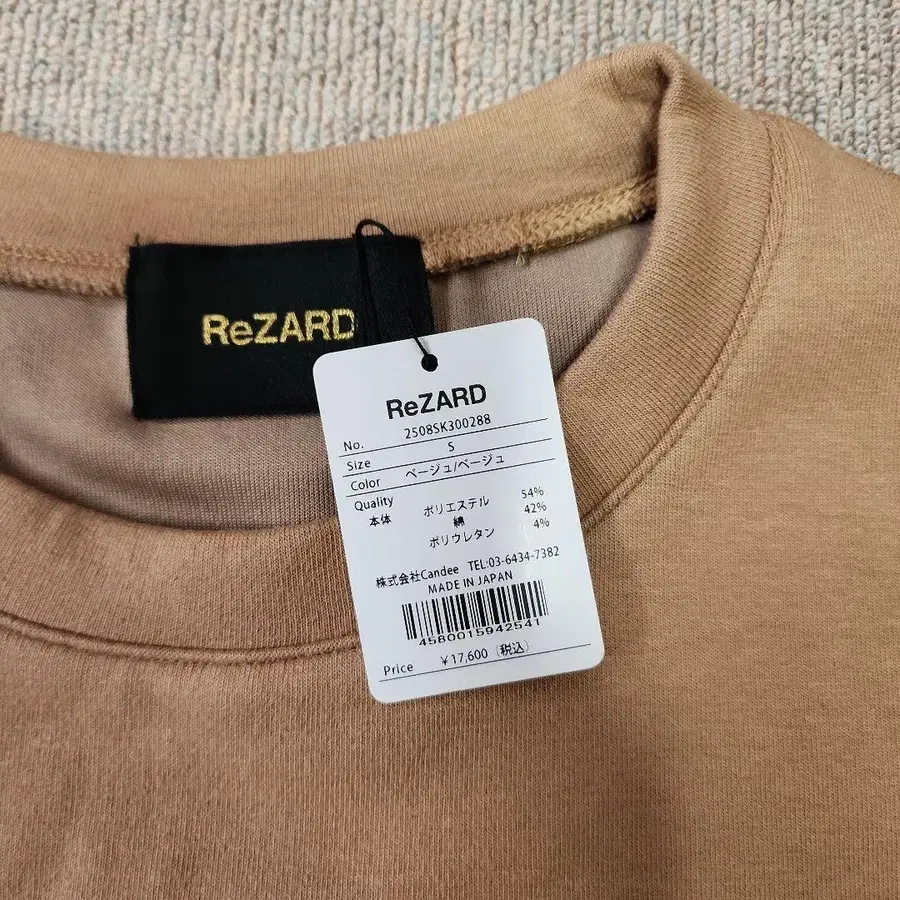 ReZARD
ReZARD
No. 2508SK300288
Size S
Color ベージュ/ベージュ
Quality
本体 ポリエステル 54%
綿 42%
ポリウレタン 4%
株式会社Candee TEL:03-6434-7382
MADE IN JAPAN
4580015942541
Price ¥17,600 (税込)